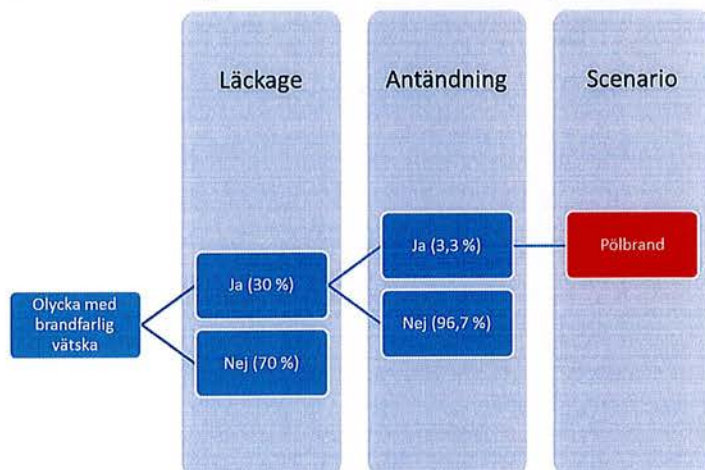 Läckage
Antändning
Scenario
Olycka med
brandfarlig
vätska
Ja (30 %)
Nej (70 %)
Ja (3,3 %)
Nej (96,7 %)
Pölbrand